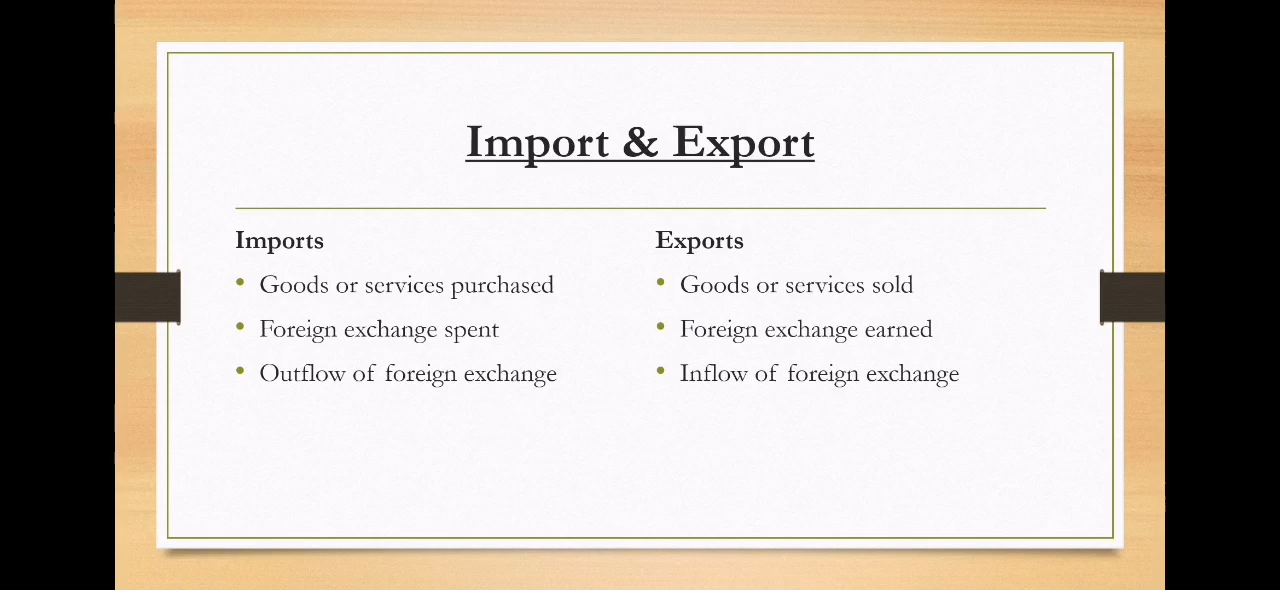 Import & Export
Imports
• Goods or services purchased
• Foreign exchange spent
• Outflow of foreign exchange
Exports
• Goods or services sold
• Foreign exchange earned
• Inflow of foreign exchange